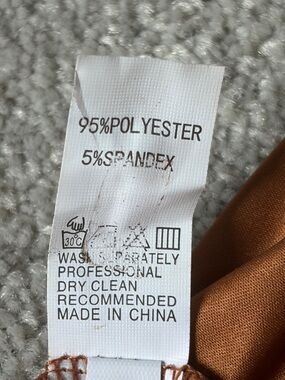 95%POLYESTER
5%SPANDEX
30°C
WASH SEPARATELY
PROFESSIONAL
DRY CLEAN
RECOMMENDED
MADE IN CHINA